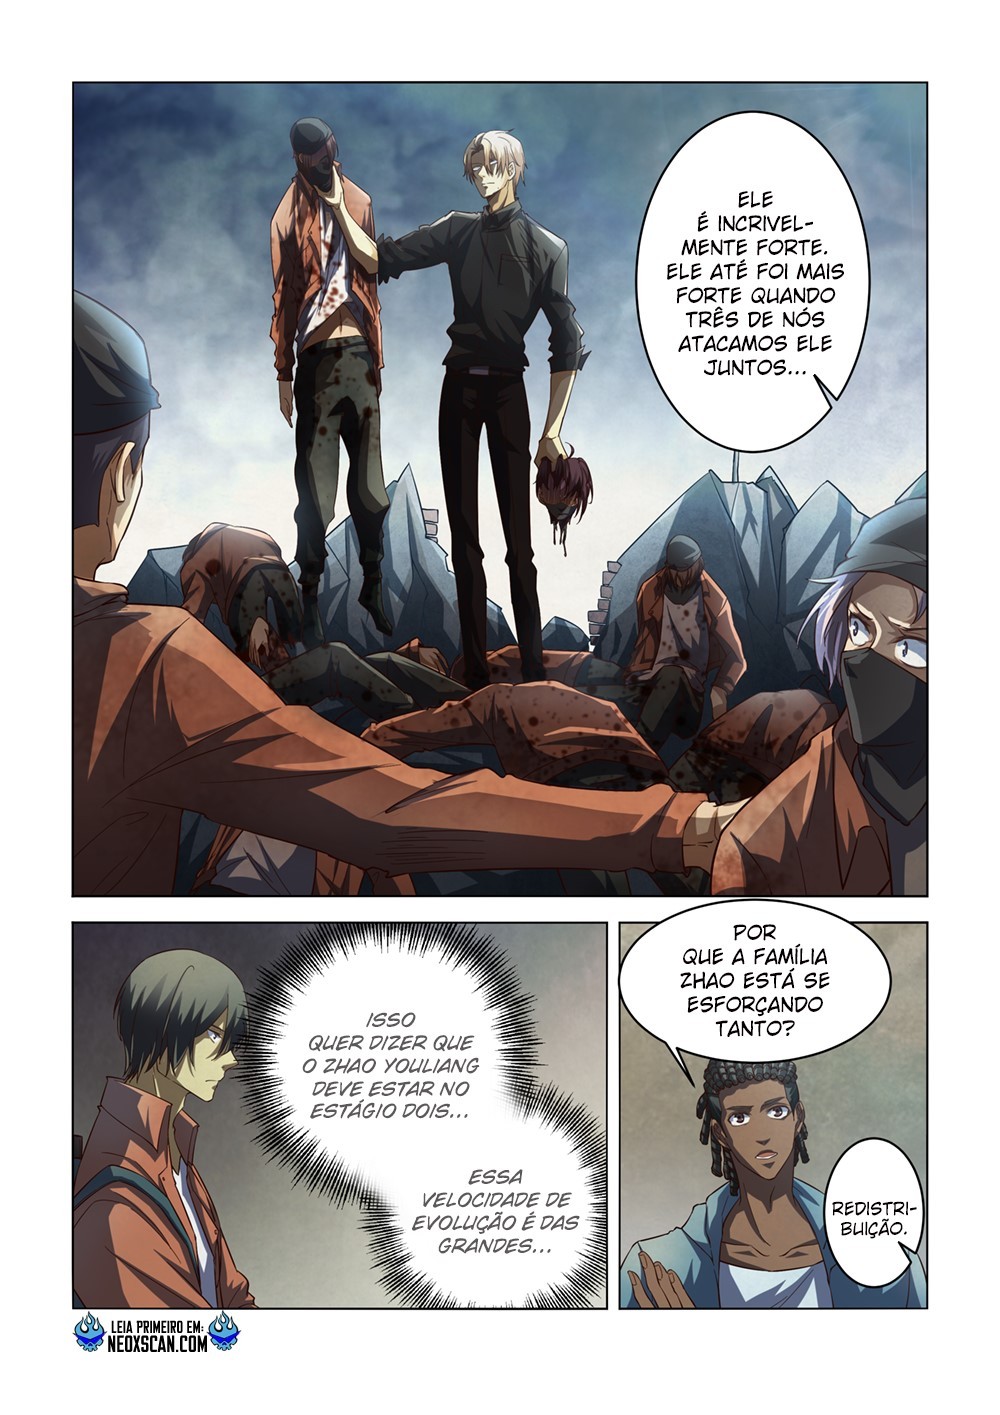 ELE
É INCRIVEL-
MENTE FORTE.
ELE ATÉ FOI MAIS
FORTE QUANDO
TRÊS DE NÓS
ATACAMOS ELE
JUNTOS...
ISSO
QUER DIZER QUE
O ZHAO YOULIANG
DEVE ESTAR NO
ESTÁGIO DOIS...
ESSA
VELOCIDADE DE
EVOLUÇÃO É DAS
GRANDES...
POR
QUE A FAMÍLIA
ZHAO ESTÁ SE
ESFORÇANDO
TANTO?
REDISTRI-
BUIÇÃO.
LEIA PRIMEIRO EM:
NEOXSCAN.COM